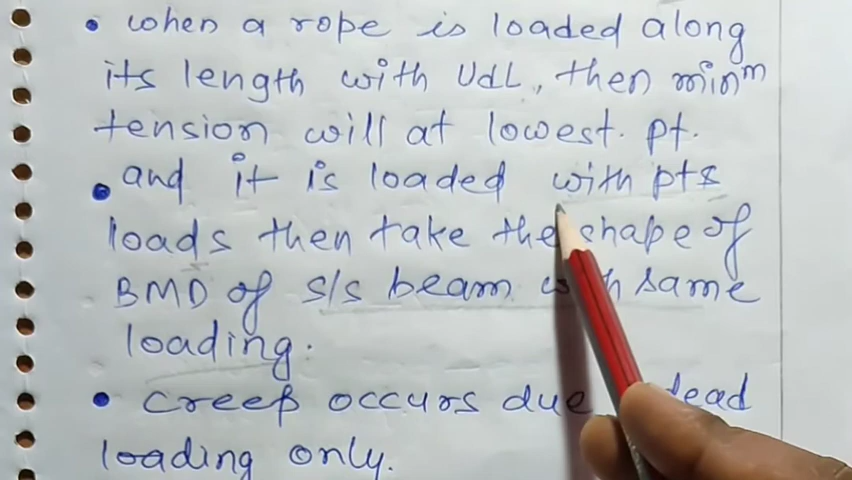 • when a rope is loaded along
its length with UdL, then minᵐ
tension will at lowest. pt.
• and it is loaded with pts
loads then take the shape of
BMD of s/s beam with same
loading.
• creep occurs due dead
loading only.